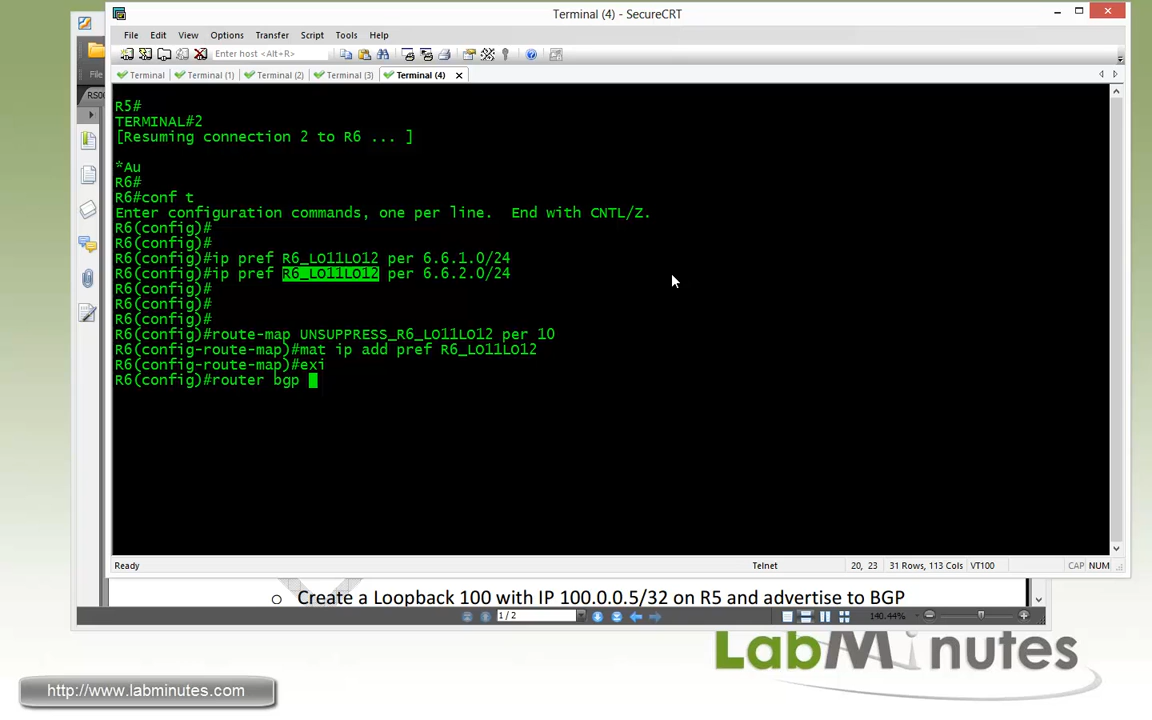 Terminal (4) - SecureCRT
File Edit View Options Transfer Script Tools Help
Enter host <Alt+R>
File
Terminal Terminal (1) Terminal (2) Terminal (3) Terminal (4)
R5#
TERMINAL#2
[Resuming connection 2 to R6 ... ]
*Au
R6#
R6#conf t
Enter configuration commands, one per line.  End with CNTL/Z.
R6(config)#
R6(config)#
R6(config)#ip pref R6_LO11LO12 per 6.6.1.0/24
R6(config)#ip pref R6_LO11LO12 per 6.6.2.0/24
R6(config)#
R6(config)#
R6(config)#
R6(config)#route-map UNSUPPRESS_R6_LO11LO12 per 10
R6(config-route-map)#mat ip add pref R6_LO11LO12
R6(config-route-map)#exi
R6(config)#router bgp
Ready Telnet 20, 23 31 Rows, 113 Cols VT100 CAP NUM
o Create a Loopback 100 with IP 100.0.0.5/32 on R5 and advertise to BGP
1 / 2 140.44%
LabMinutes
http://www.labminutes.com